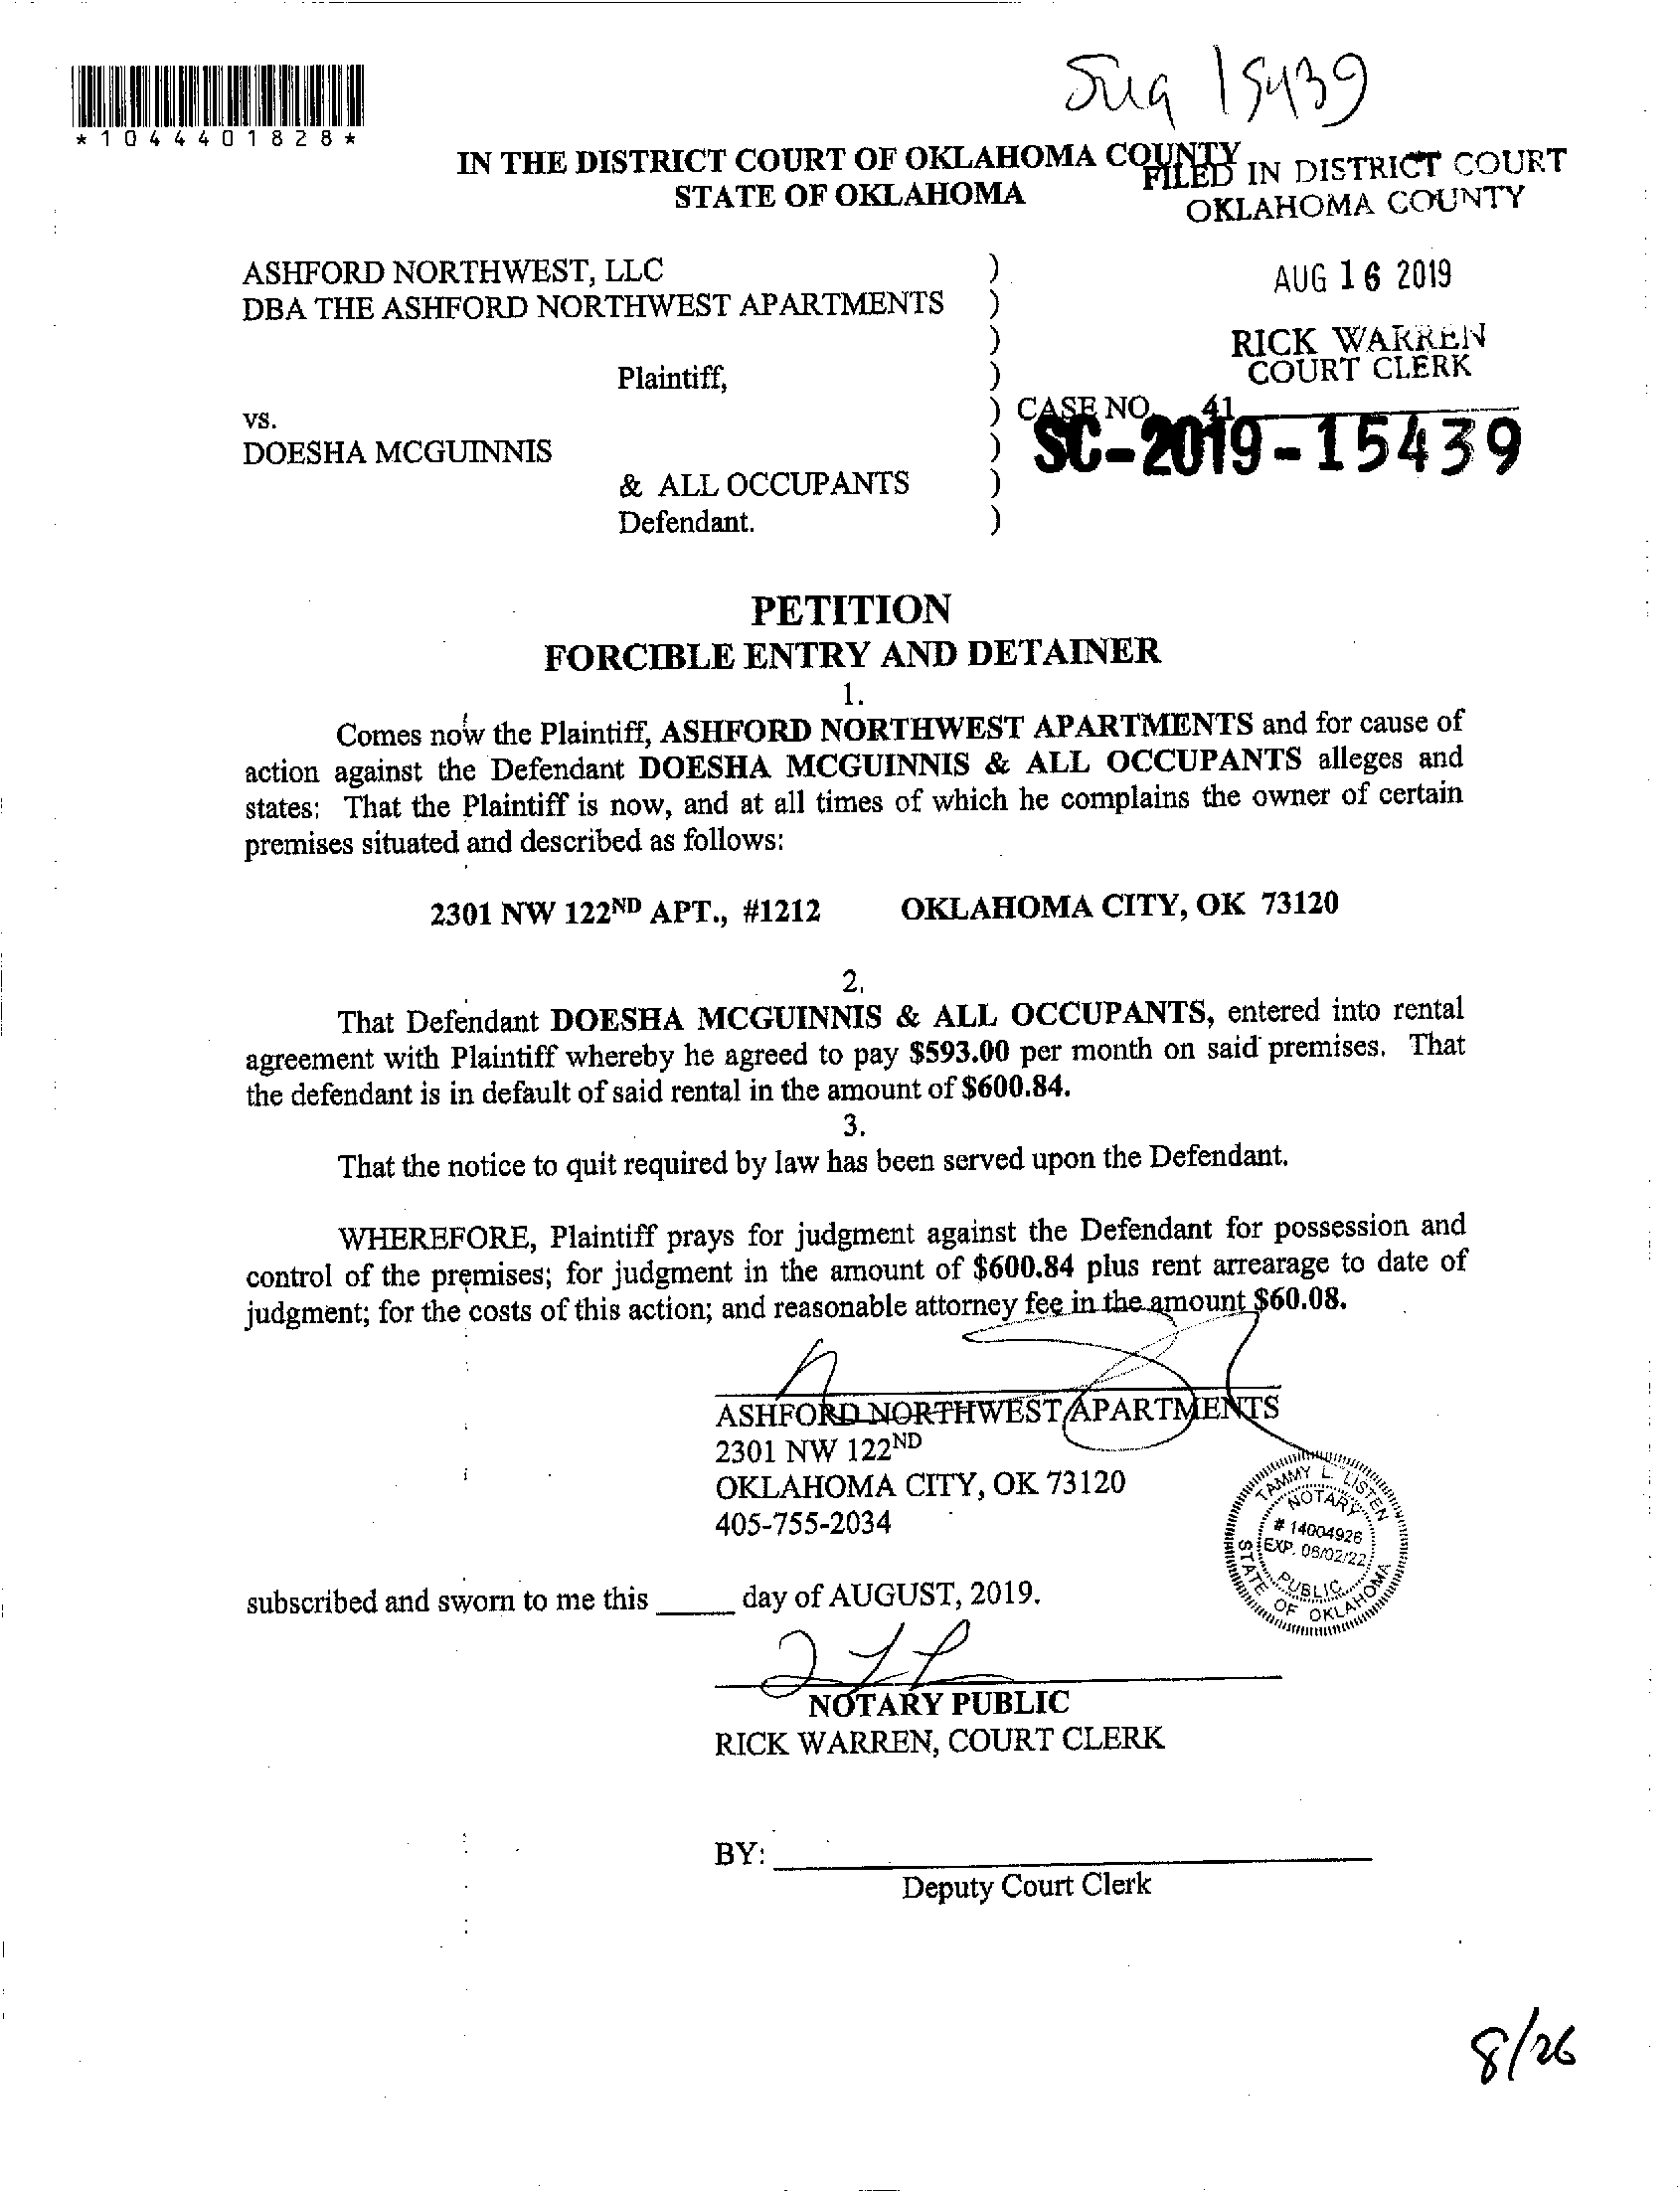 15439
*1044401828*
IN THE DISTRICT COURT OF OKLAHOMA COUNTY
STATE OF OKLAHOMA
FILED IN DISTRICT COURT
OKLAHOMA COUNTY
AUG 16 2019
RICK WARREN
COURT CLERK
41
ASHFORD NORTHWEST, LLC )
DBA THE ASHFORD NORTHWEST APARTMENTS )
)
Plaintiff, )
vs. ) CASE NO.
SC-2019-15439
DOESHA MCGUINNIS )
& ALL OCCUPANTS )
Defendant. )
PETITION
FORCIBLE ENTRY AND DETAINER
1.
Comes now the Plaintiff, ASHFORD NORTHWEST APARTMENTS and for cause of
action against the Defendant DOESHA MCGUINNIS & ALL OCCUPANTS alleges and
states: That the Plaintiff is now, and at all times of which he complains the owner of certain
premises situated and described as follows:
2301 NW 122ND APT., #1212 OKLAHOMA CITY, OK 73120
2.
That Defendant DOESHA MCGUINNIS & ALL OCCUPANTS, entered into rental
agreement with Plaintiff whereby he agreed to pay $593.00 per month on said premises. That
the defendant is in default of said rental in the amount of $600.84.
3.
That the notice to quit required by law has been served upon the Defendant.
WHEREFORE, Plaintiff prays for judgment against the Defendant for possession and
control of the premises; for judgment in the amount of $600.84 plus rent arrearage to date of
judgment; for the costs of this action; and reasonable attorney fee in the amount $60.08.
ASHFORD NORTHWEST APARTMENTS
2301 NW 122ND
OKLAHOMA CITY, OK 73120
405-755-2034
TAMMY L. LISTEN
NOTARY
# 14004926
EXP. 06/02/22
PUBLIC
STATE OF OKLAHOMA
subscribed and sworn to me this _____ day of AUGUST, 2019.
NOTARY PUBLIC
RICK WARREN, COURT CLERK
BY:
Deputy Court Clerk
8/26